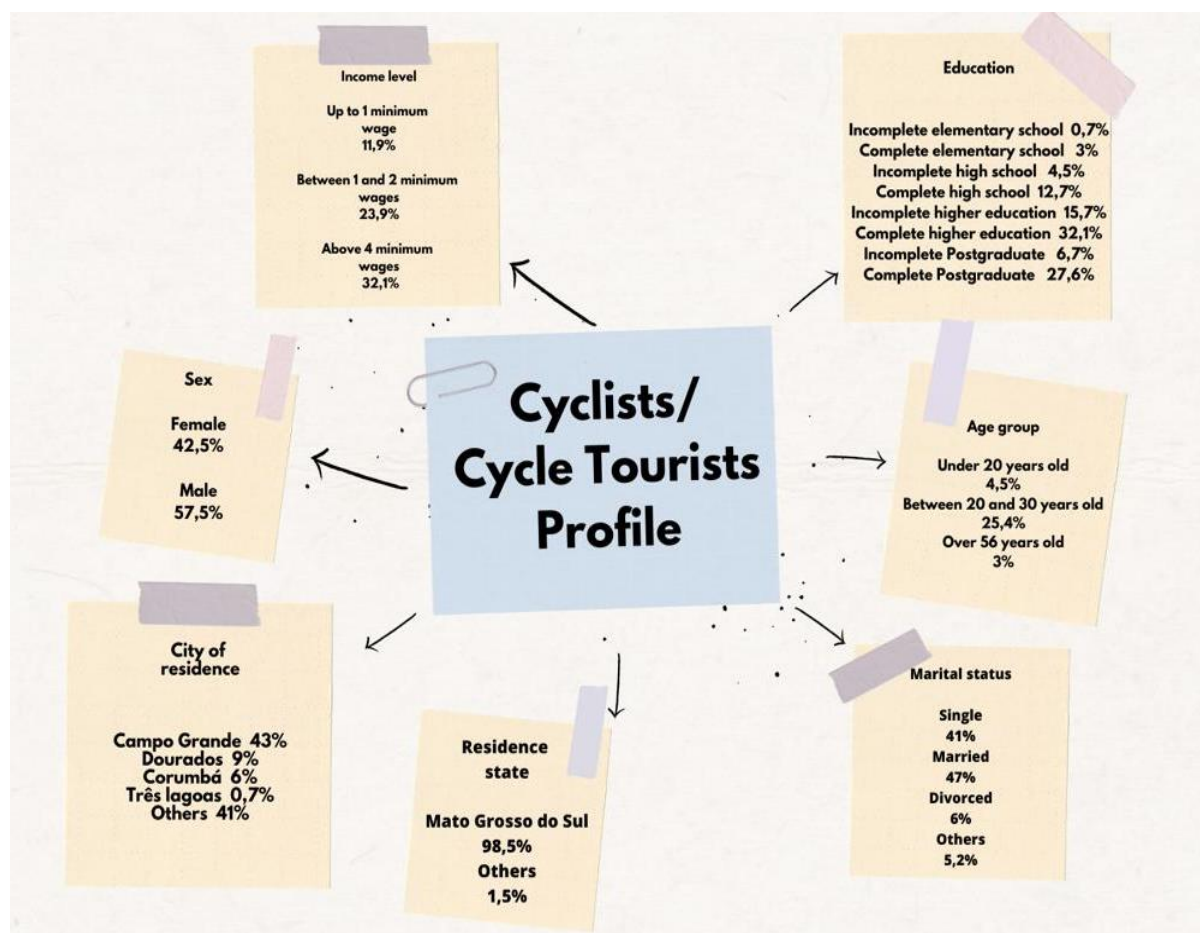 Income level
Up to 1 minimum
wage
11,9%
Between 1 and 2 minimum
wages
23,9%
Above 4 minimum
wages
32,1%
Education
Incomplete elementary school 0,7%
Complete elementary school 3%
Incomplete high school 4,5%
Complete high school 12,7%
Incomplete higher education 15,7%
Complete higher education 32,1%
Incomplete Postgraduate 6,7%
Complete Postgraduate 27,6%
Sex
Female
42,5%
Male
57,5%
Cyclists/
Cycle Tourists
Profile
Age group
Under 20 years old
4,5%
Between 20 and 30 years old
25,4%
Over 56 years old
3%
City of
residence
Campo Grande 43%
Dourados 9%
Corumbá 6%
Três lagoas 0,7%
Others 41%
Residence
state
Mato Grosso do Sul
98,5%
Others
1,5%
Marital status
Single
41%
Married
47%
Divorced
6%
Others
5,2%